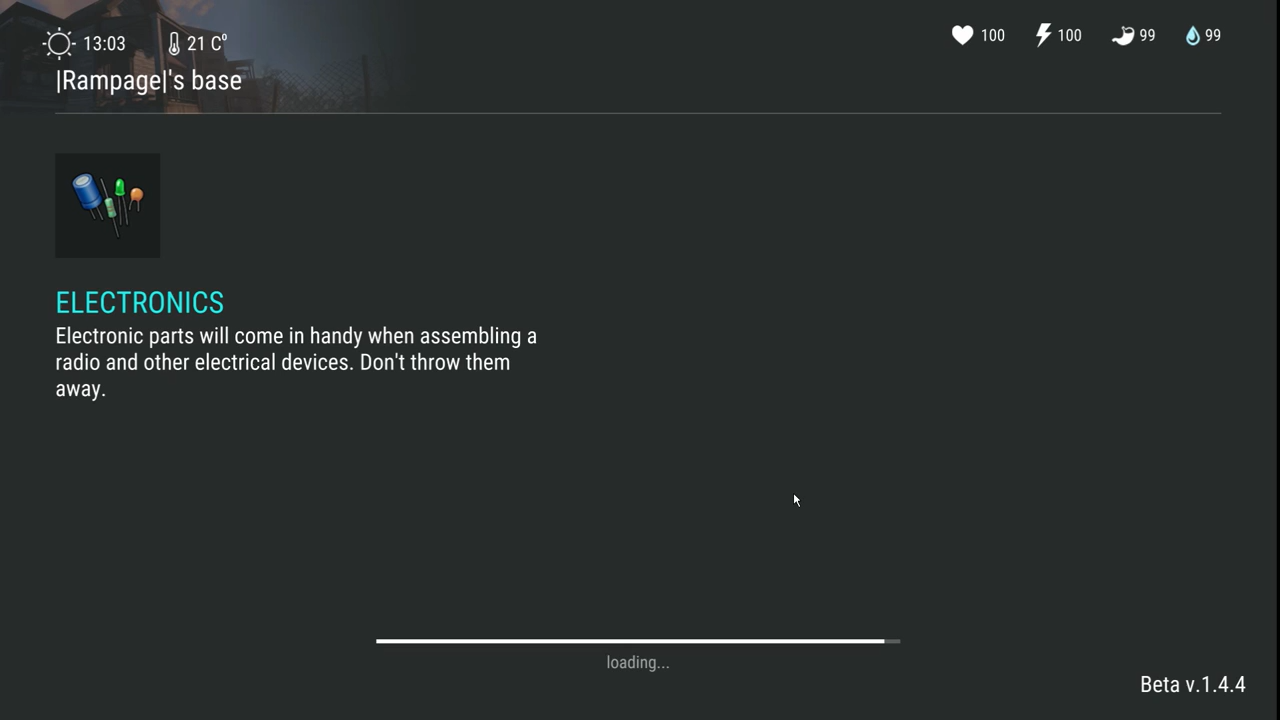 13:03 21 C⁰ 100 100 99 99
|Rampage|'s base
ELECTRONICS
Electronic parts will come in handy when assembling a
radio and other electrical devices. Don't throw them
away.
loading...
Beta v.1.4.4